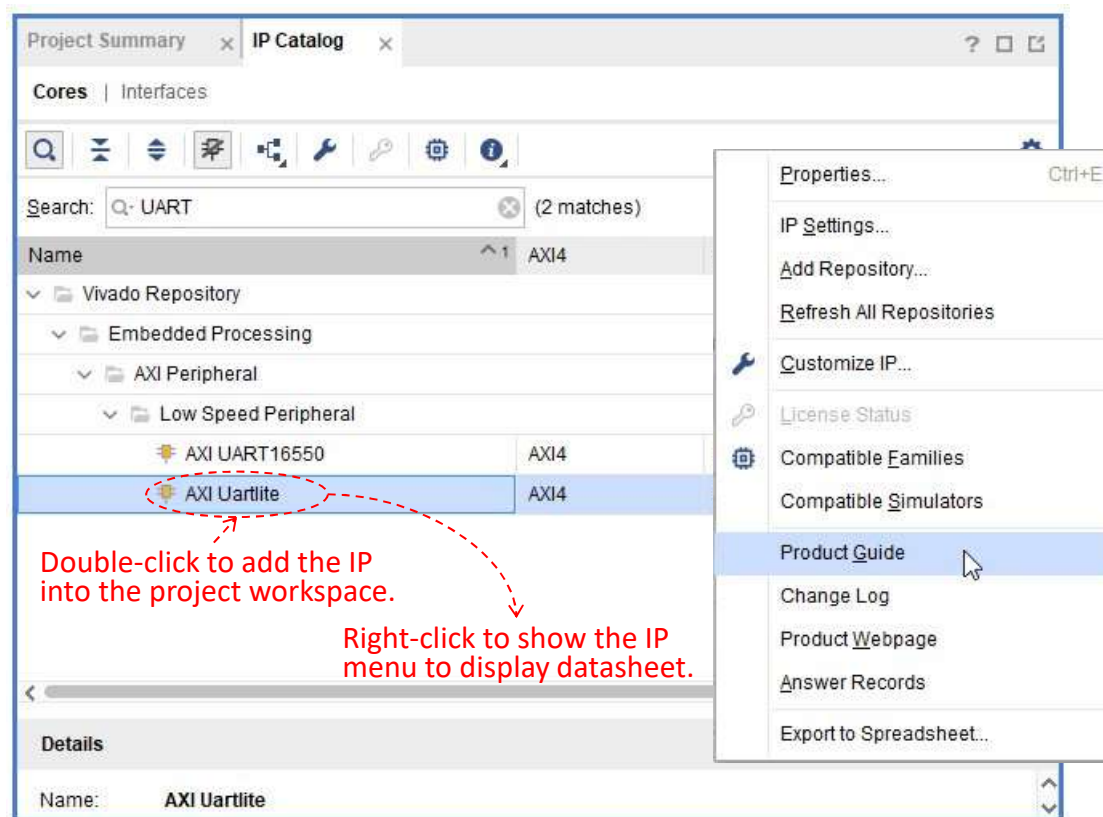 Project Summary
IP Catalog
Cores | Interfaces
Search: UART (2 matches)
Name 1 AXI4
Vivado Repository
Embedded Processing
AXI Peripheral
Low Speed Peripheral
AXI UART16550 AXI4
AXI Uartlite AXI4
Double-click to add the IP
into the project workspace.
Right-click to show the IP
menu to display datasheet.
Details
Name: AXI Uartlite
Properties... Ctrl+E
IP Settings...
Add Repository...
Refresh All Repositories
Customize IP...
License Status
Compatible Families
Compatible Simulators
Product Guide
Change Log
Product Webpage
Answer Records
Export to Spreadsheet...